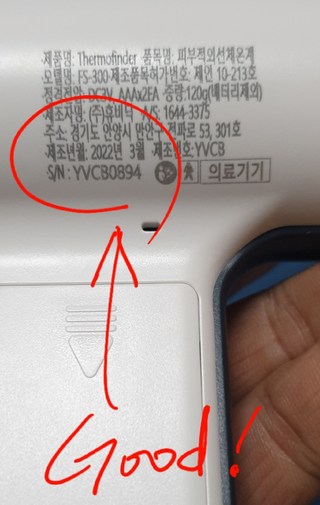 제품명: Thermofinder 품목명: 피부적외선체온계
모델명: FS-300 제조품목허가번호: 제인 10-213호
정격전압: DC3V, AAAx2EA 중량:120g(배터리제외)
제조자명: (주)휴비딕 A/S: 1644-3375
주소: 경기도 안양시 만안구 전파로 53, 301호
제조년월: 2022년 3월 제조번호:YVCB
S/N : YVCB0894 의료기기
Good!